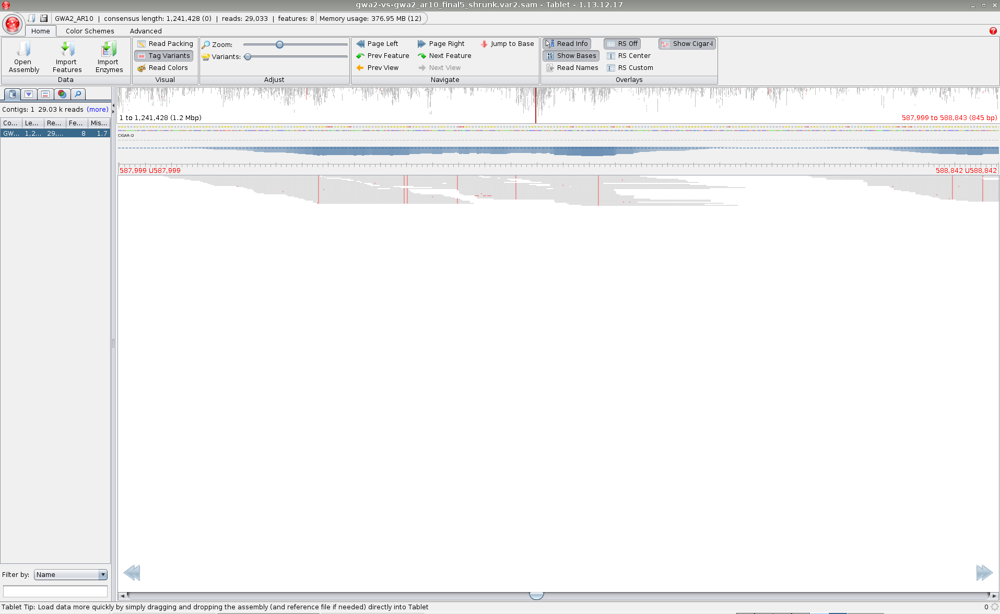 gwa2-vs-gwa2_ar10_final5_shrunk.var2.sam - Tablet - 1.13.12.17
GWA2_AR10 | consensus length: 1,241,428 (0) | reads: 29,033 | features: 8 Memory usage: 376.95 MB (12)
Home Color Schemes Advanced
Open Assembly
Import Features
Import Enzymes
Data
Read Packing
Tag Variants
Read Colors
Visual
Zoom:
Variants:
Adjust
Page Left Page Right Jump to Base
Prev Feature Next Feature
Prev View Next View
Navigate
Read Info RS Off Show Cigar-I
Show Bases RS Center
Read Names RS Custom
Overlays
Contigs: 1 29.03 k reads (more)
Co... Le... Re... Fe... Mis...
GW... 1,2... 29,... 8 1.7
1 to 1,241,428 (1.2 Mbp) 587,999 to 588,843 (845 bp)
CIGAR-D
587,999 U587,999 588,842 U588,842
Filter by: Name
Tablet Tip: Load data more quickly by simply dragging and dropping the assembly (and reference file if needed) directly into Tablet 0